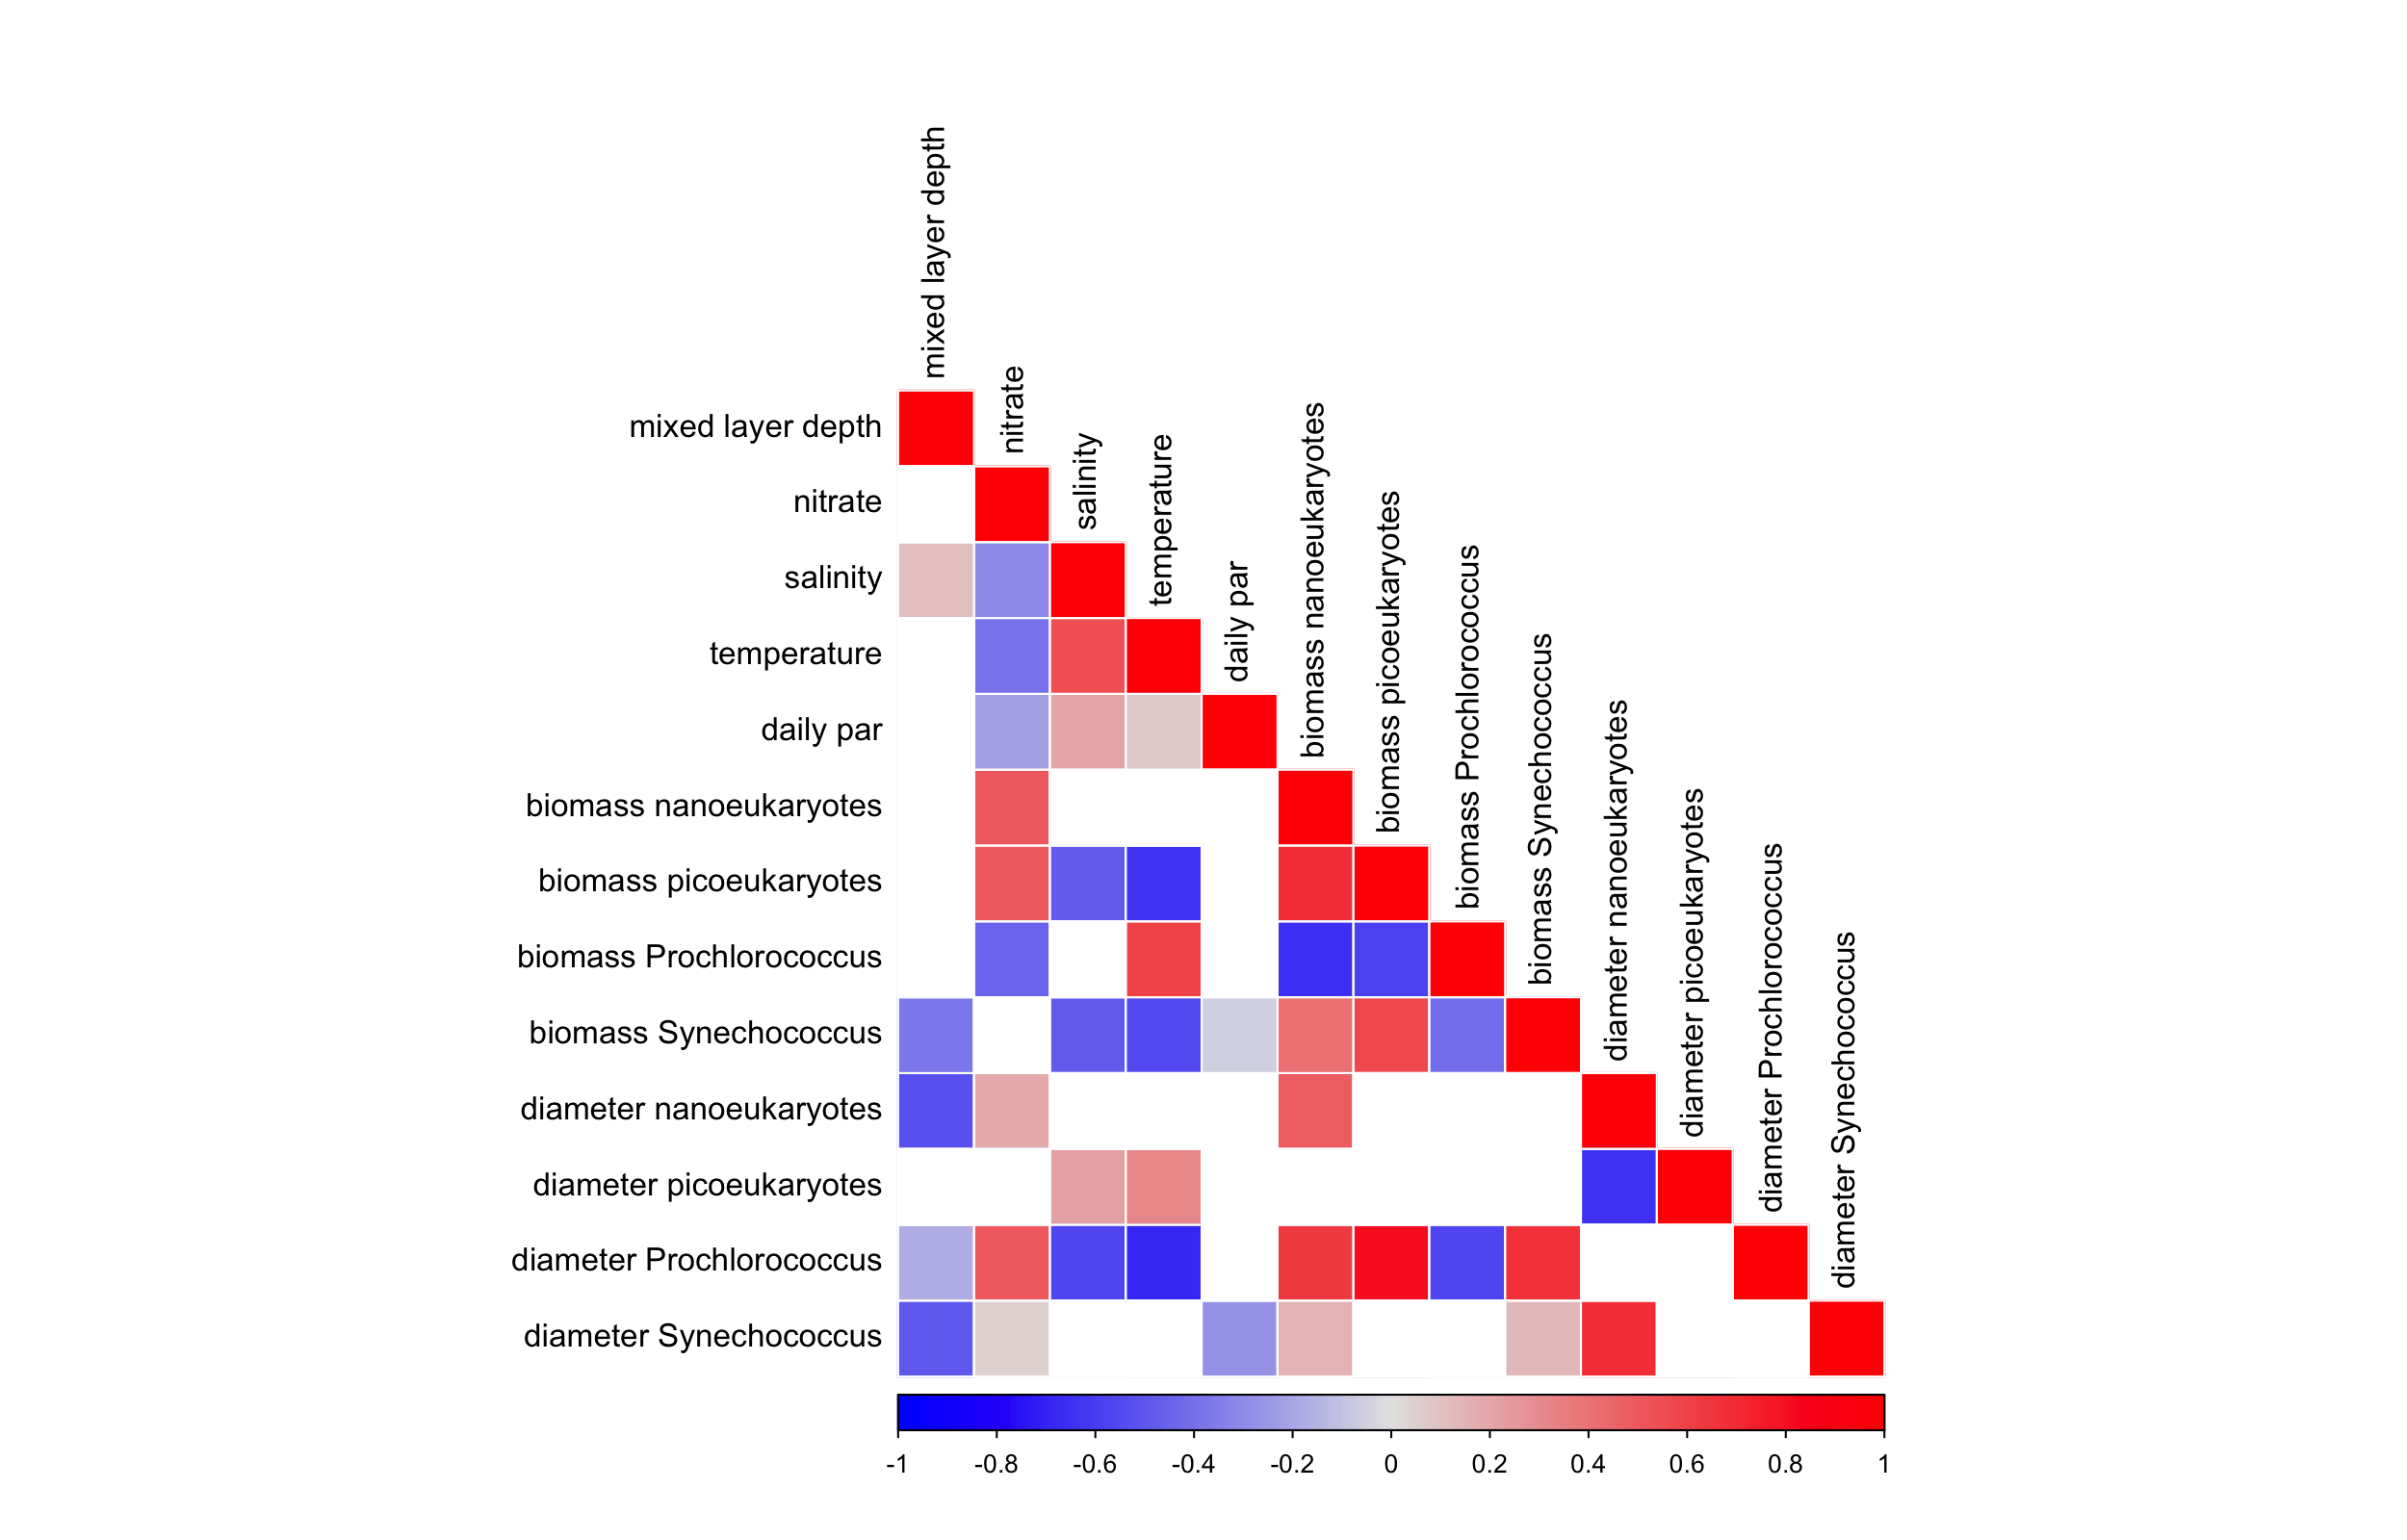 mixed layer depth
nitrate
salinity
temperature
daily par
biomass nanoeukaryotes
biomass picoeukaryotes
biomass Prochlorococcus
biomass Synechococcus
diameter nanoeukaryotes
diameter picoeukaryotes
diameter Prochlorococcus
diameter Synechococcus
mixed layer depth
nitrate
salinity
temperature
daily par
biomass nanoeukaryotes
biomass picoeukaryotes
biomass Prochlorococcus
biomass Synechococcus
diameter nanoeukaryotes
diameter picoeukaryotes
diameter Prochlorococcus
diameter Synechococcus
-1 -0.8 -0.6 -0.4 -0.2 0 0.2 0.4 0.6 0.8 1